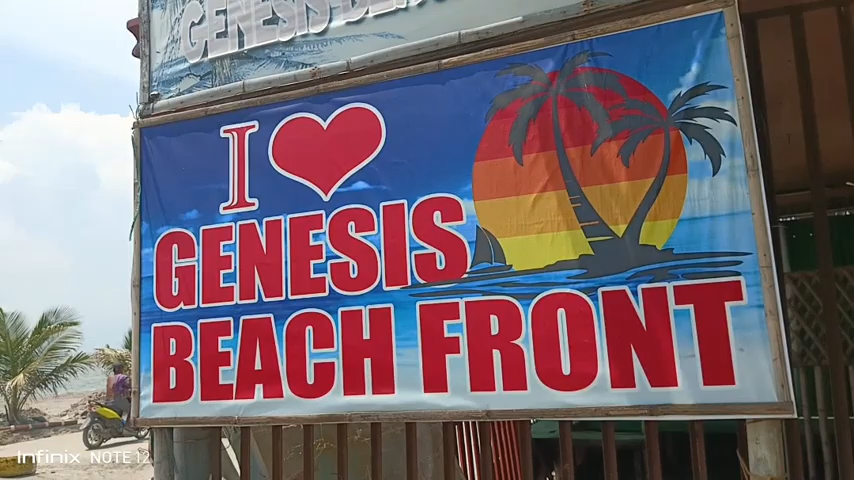 GENESIS
I
GENESIS
BEACH FRONT
Infinix NOTE 12